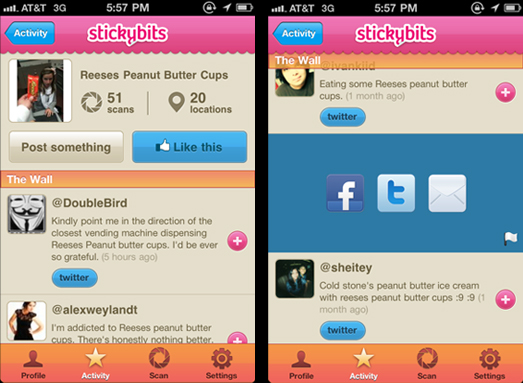 AT&T 3G 5:57 PM
Activity
stickybits
Reeses Peanut Butter Cups
51
scans
20
locations
Post something
Like this
The Wall
@DoubleBird
Kindly point me in the direction of the
closest vending machine dispensing
Reeses Peanut butter cups. I'd be ever
so grateful. (5 hours ago)
twitter
@alexweylandt
I'm addicted to Reeses peanut butter
cups. There's honestly nothing better.
Profile
Activity
Scan
Settings
AT&T 3G 5:57 PM
Activity
stickybits
The Wall
Eating some Reeses peanut butter
cups. (1 month ago)
twitter
@sheitey
Cold stone's peanut butter ice cream
with reeses peanut butter cups :9 :9 (1
month ago)
twitter
Profile
Activity
Scan
Settings